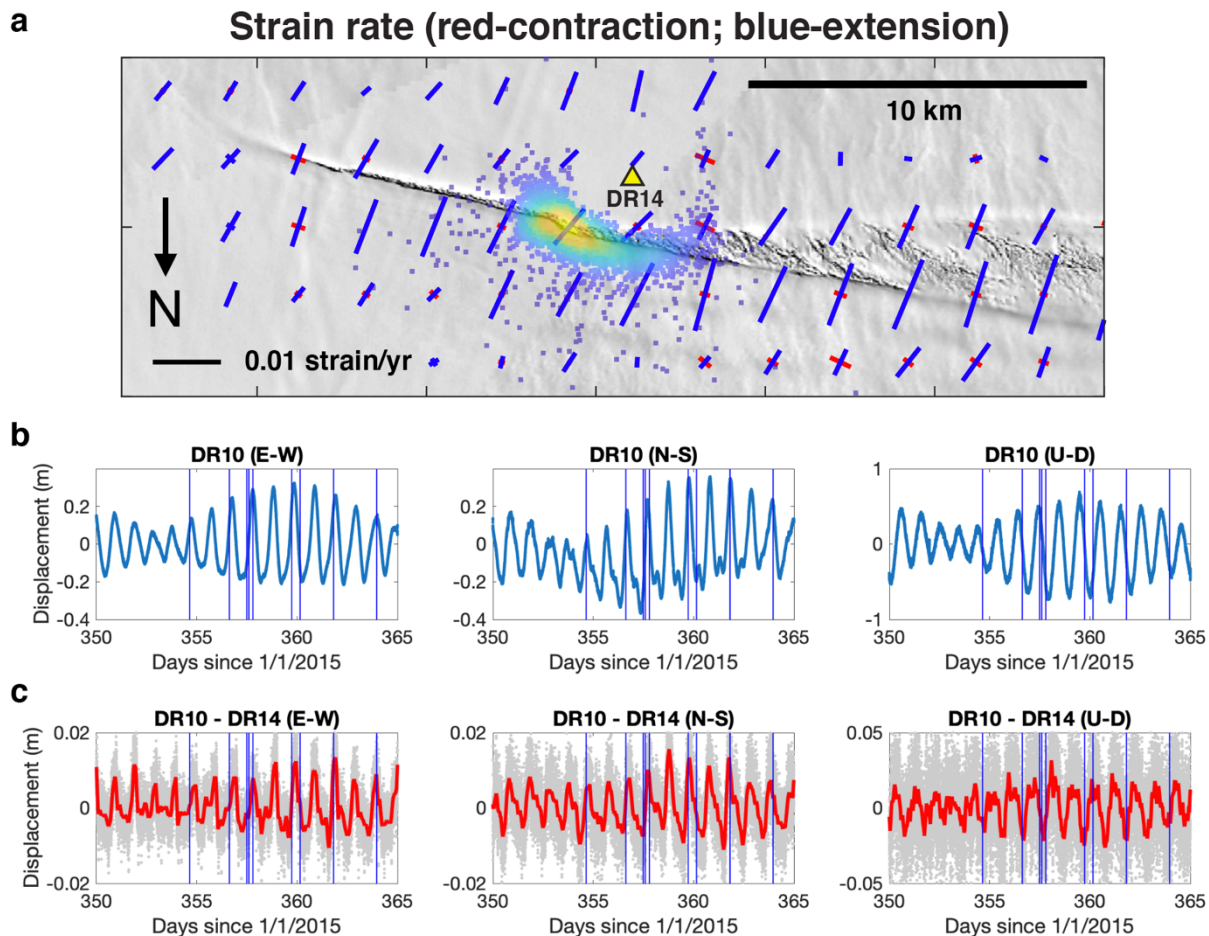 a
Strain rate (red-contraction; blue-extension)
10 km
DR14
N
0.01 strain/yr
b
DR10 (E-W)
DR10 (N-S)
DR10 (U-D)
Displacement (m)
0.2
0
-0.2
-0.4
350
355
360
365
Days since 1/1/2015
0.2
0
-0.2
-0.4
350
355
360
365
Days since 1/1/2015
1
0
-1
350
355
360
365
Days since 1/1/2015
c
DR10 - DR14 (E-W)
DR10 - DR14 (N-S)
DR10 - DR14 (U-D)
Displacement (m)
0.02
0
-0.02
350
355
360
365
Days since 1/1/2015
0.02
0
-0.02
350
355
360
365
Days since 1/1/2015
0.05
0
-0.05
350
355
360
365
Days since 1/1/2015